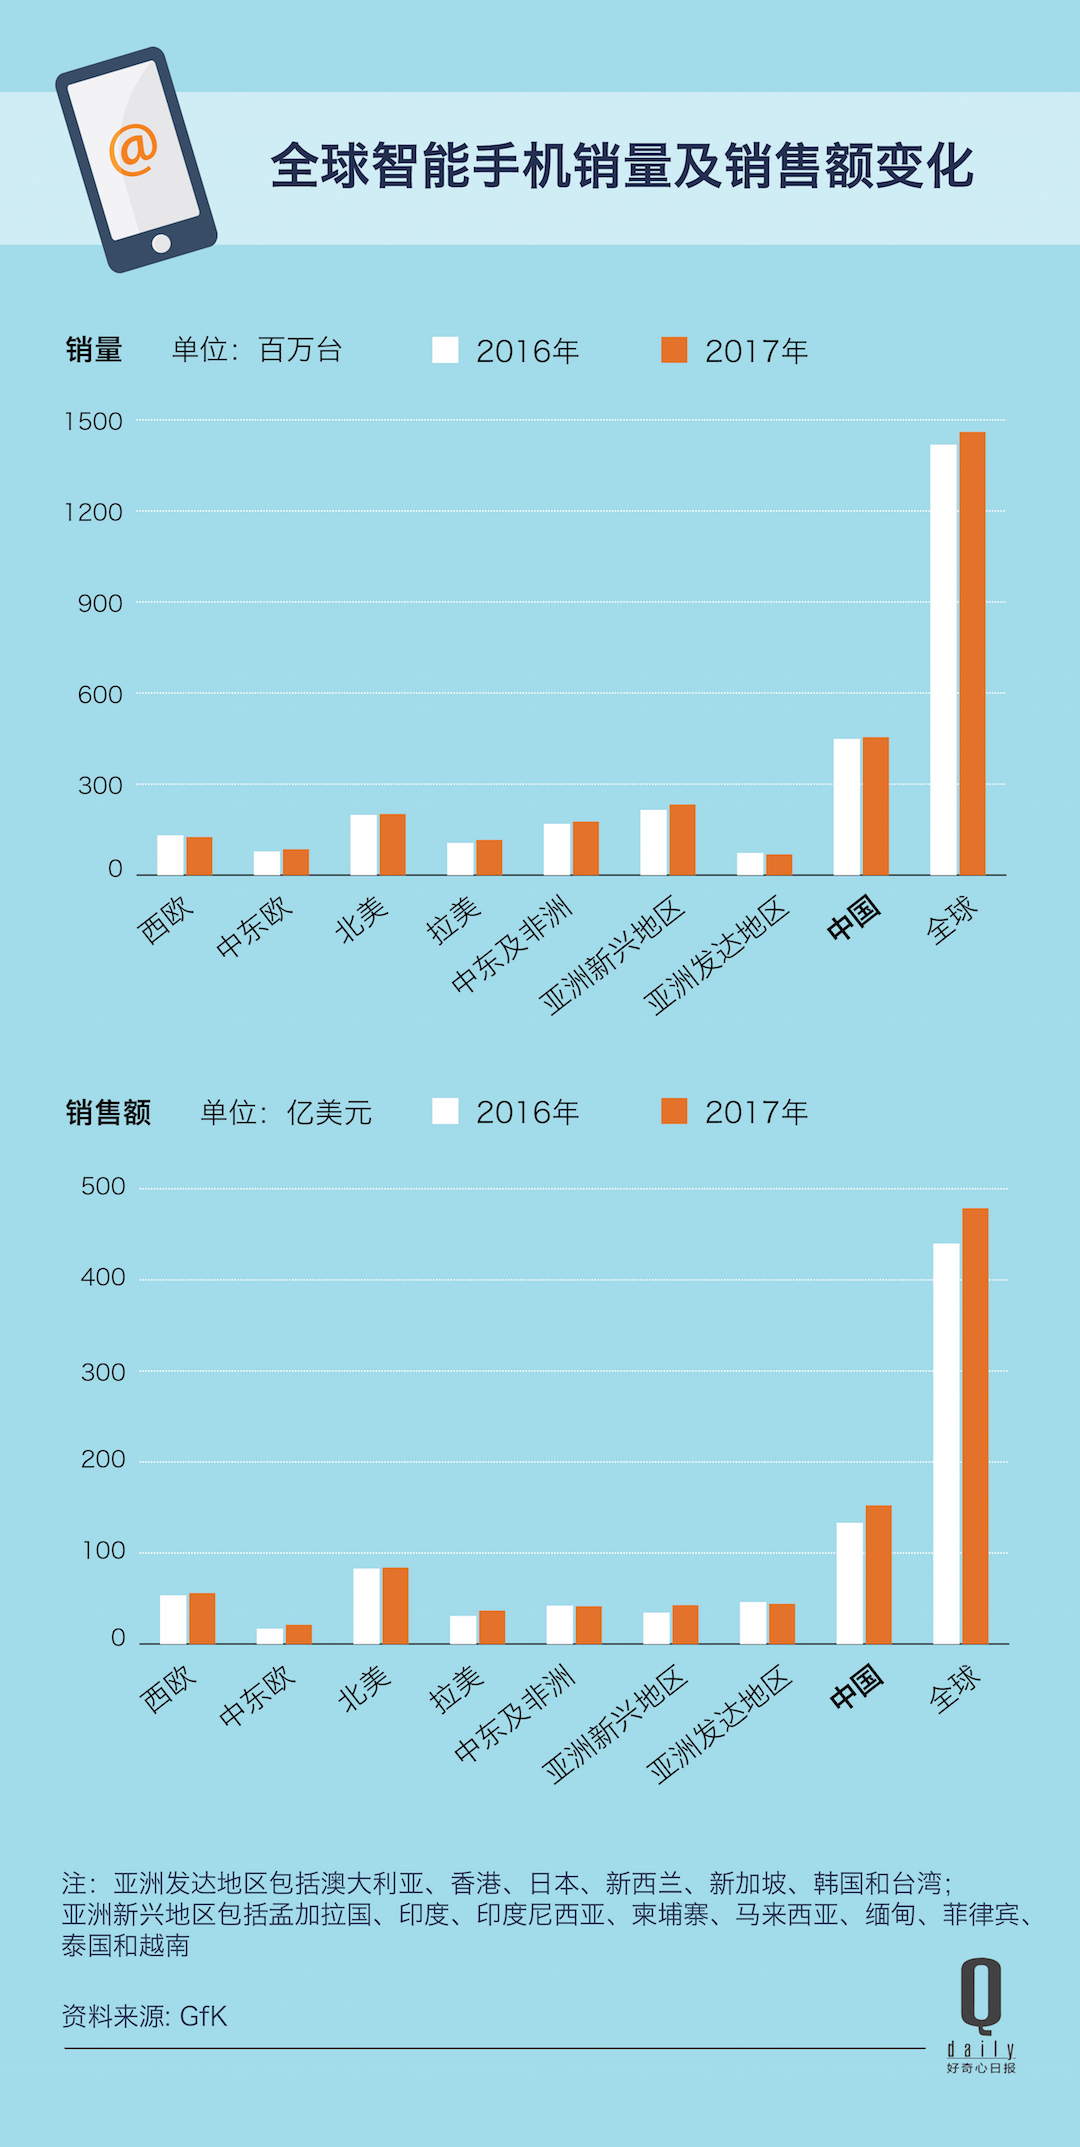 @
全球智能手机销量及销售额变化
销量 单位：百万台 2016年 2017年
1500
1200
900
600
300
0
西欧 中东欧 北美 拉美 中东及非洲 亚洲新兴地区 亚洲发达地区 中国 全球
销售额 单位：亿美元 2016年 2017年
500
400
300
200
100
0
西欧 中东欧 北美 拉美 中东及非洲 亚洲新兴地区 亚洲发达地区 中国 全球
注：亚洲发达地区包括澳大利亚、香港、日本、新西兰、新加坡、韩国和台湾；
亚洲新兴地区包括孟加拉国、印度、印度尼西亚、柬埔寨、马来西亚、缅甸、菲律宾、
泰国和越南
资料来源: GfK
Q
daily
好奇心日报